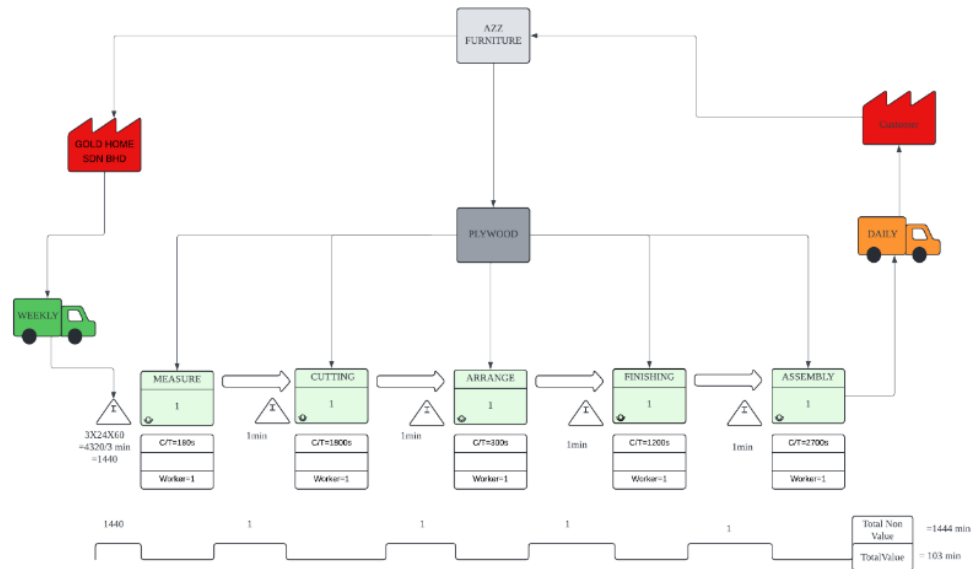 AZZ
FURNITURE
GOLD HOME
SDN BHD
Customer
PLYWOOD
DAILY
WEEKLY
MEASURE
CUTTING
ARRANGE
FINISHING
ASSEMBLY
I
1
I
1
I
1
I
1
I
1
3X24X60
=4320/3 min
=1440
1min
1min
1min
1min
C/T=180s
C/T=1800s
C/T=300s
C/T=1200s
C/T=2700s
Worker=1
Worker=1
Worker=1
Worker=1
Worker=1
1440
1
1
1
1
Total Non
Value
=1444 min
TotalValue
= 103 min